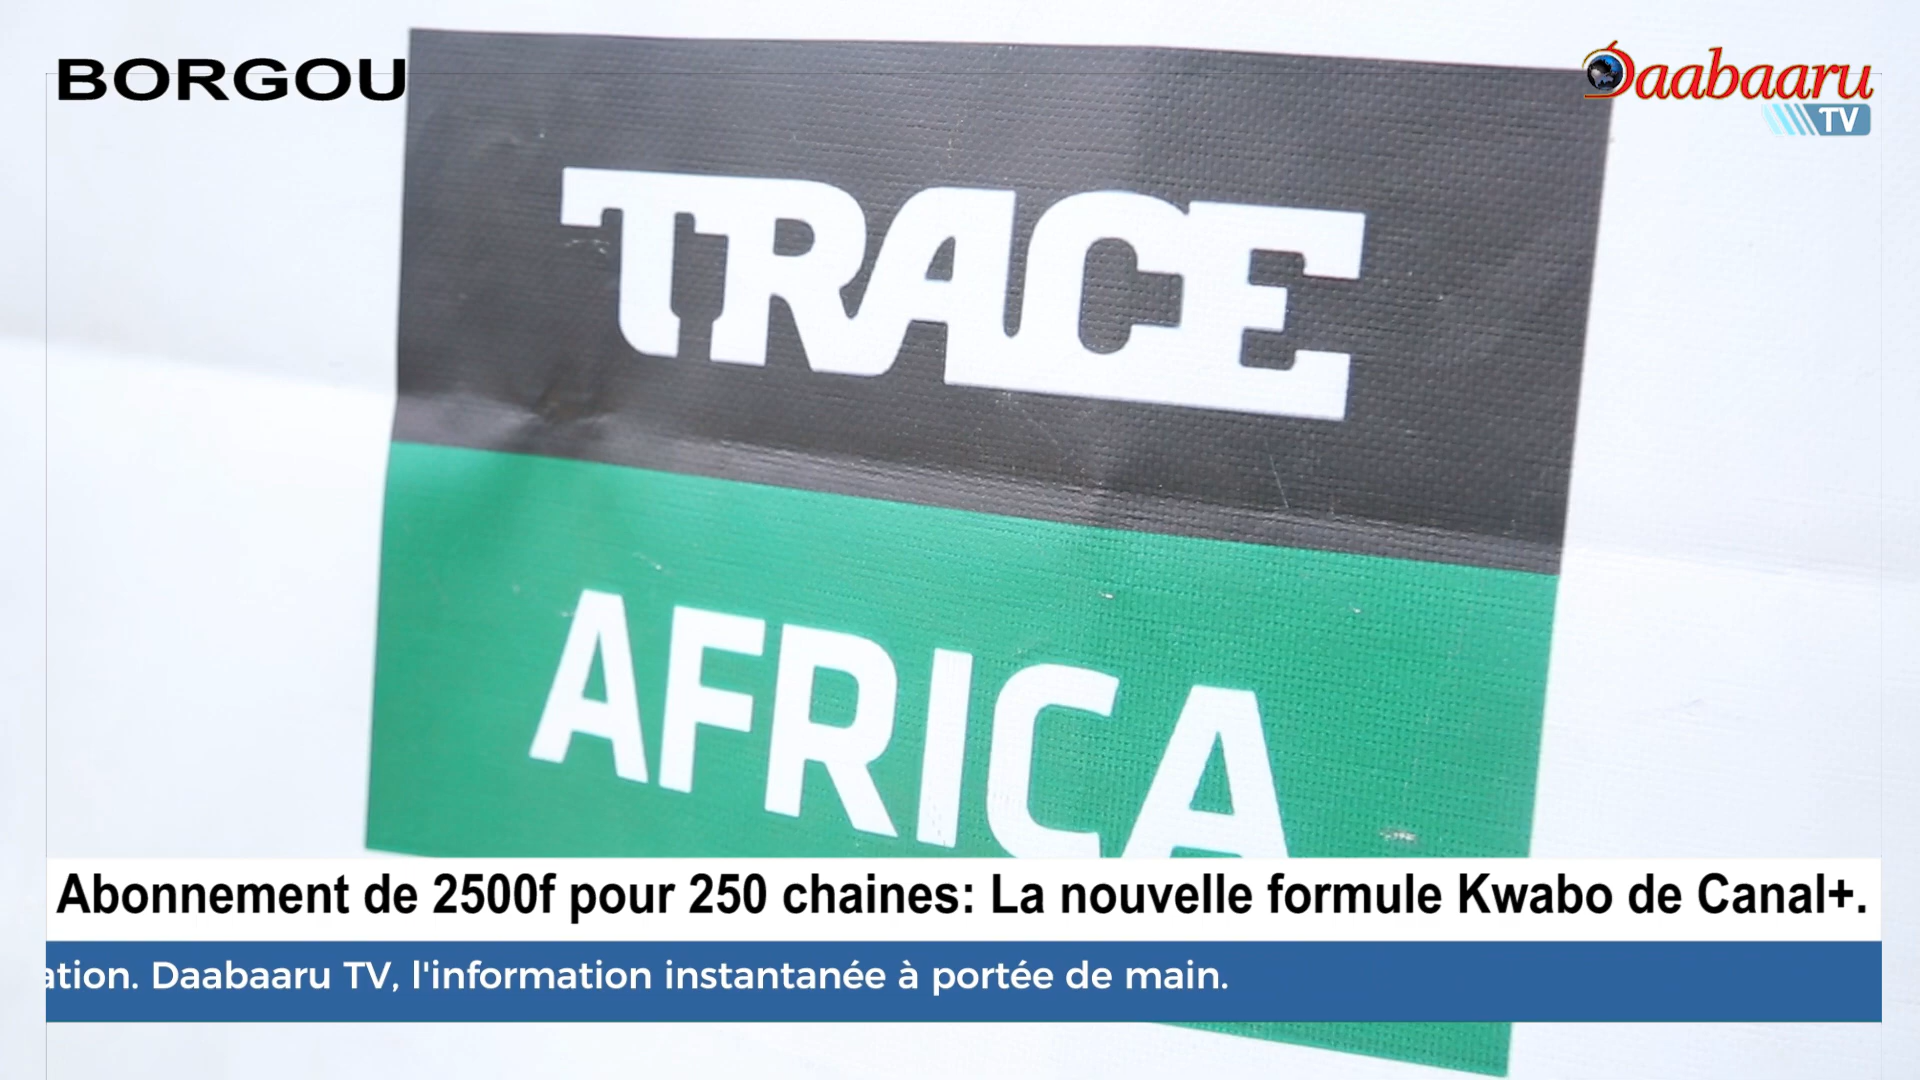 BORGOU
Daabaaru
TV
TRACE
AFRICA
Abonnement de 2500f pour 250 chaines: La nouvelle formule Kwabo de Canal+.
ation. Daabaaru TV, l'information instantanée à portée de main.